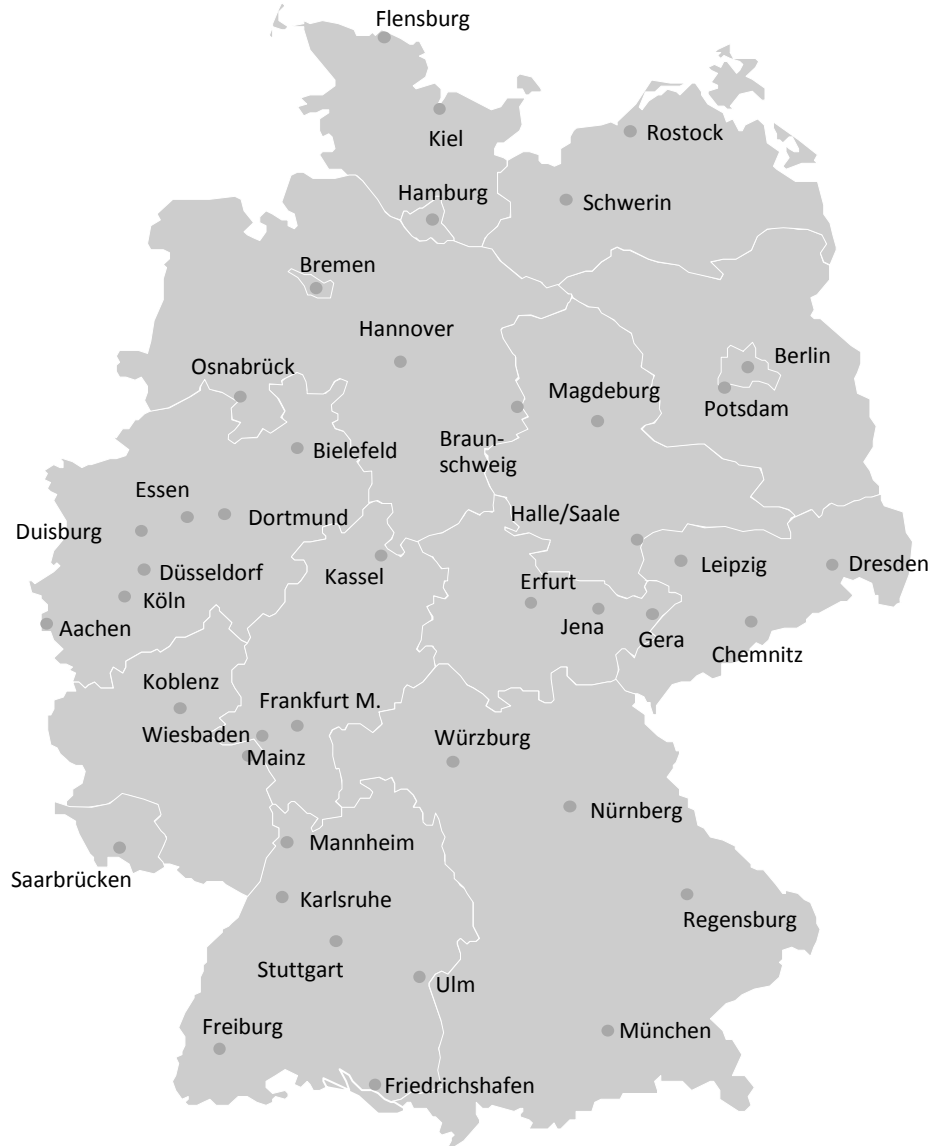 Flensburg
Kiel
Rostock
Hamburg
Schwerin
Bremen
Hannover
Osnabrück
Berlin
Magdeburg
Potsdam
Braun-
schweig
Bielefeld
Essen
Dortmund
Duisburg
Halle/Saale
Düsseldorf
Kassel
Leipzig
Dresden
Köln
Erfurt
Aachen
Jena
Gera
Chemnitz
Koblenz
Frankfurt M.
Wiesbaden
Mainz
Würzburg
Nürnberg
Mannheim
Saarbrücken
Karlsruhe
Regensburg
Stuttgart
Ulm
Freiburg
München
Friedrichshafen